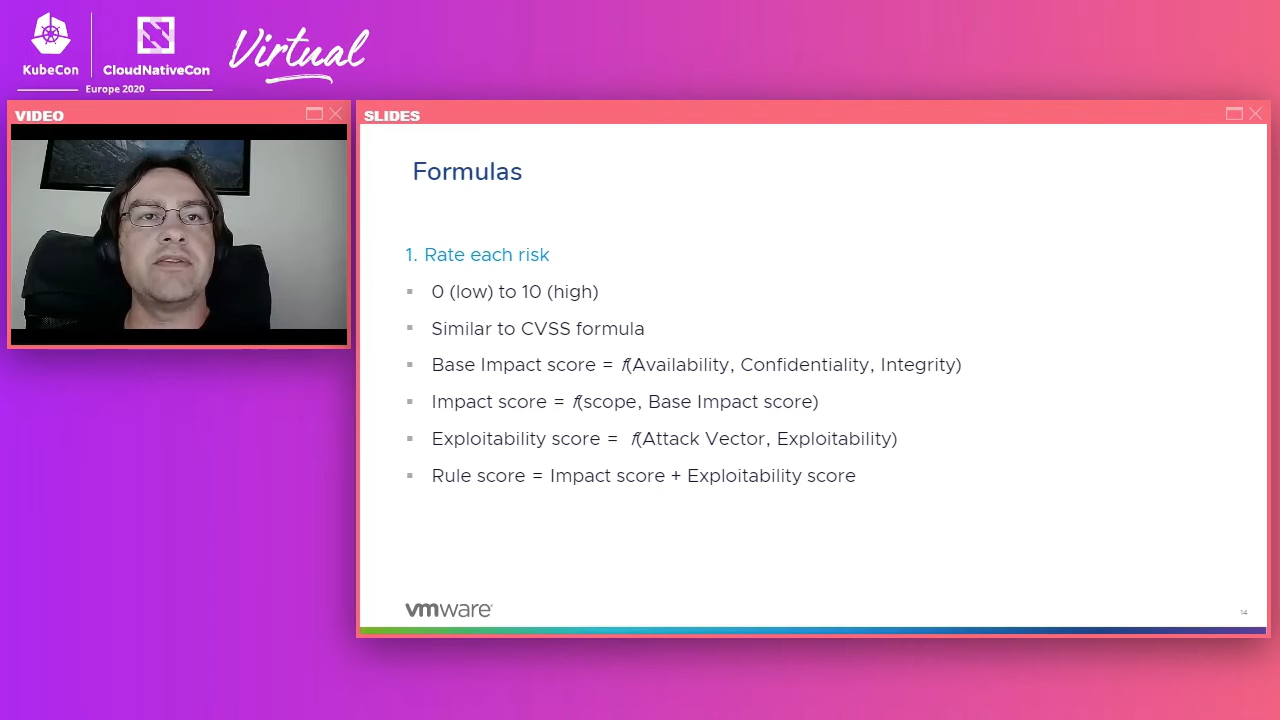 KubeCon
CloudNativeCon
Europe 2020
Virtual
VIDEO
SLIDES
Formulas
1. Rate each risk
0 (low) to 10 (high)
Similar to CVSS formula
Base Impact score = f(Availability, Confidentiality, Integrity)
Impact score = f(scope, Base Impact score)
Exploitability score = f(Attack Vector, Exploitability)
Rule score = Impact score + Exploitability score
vmware
14